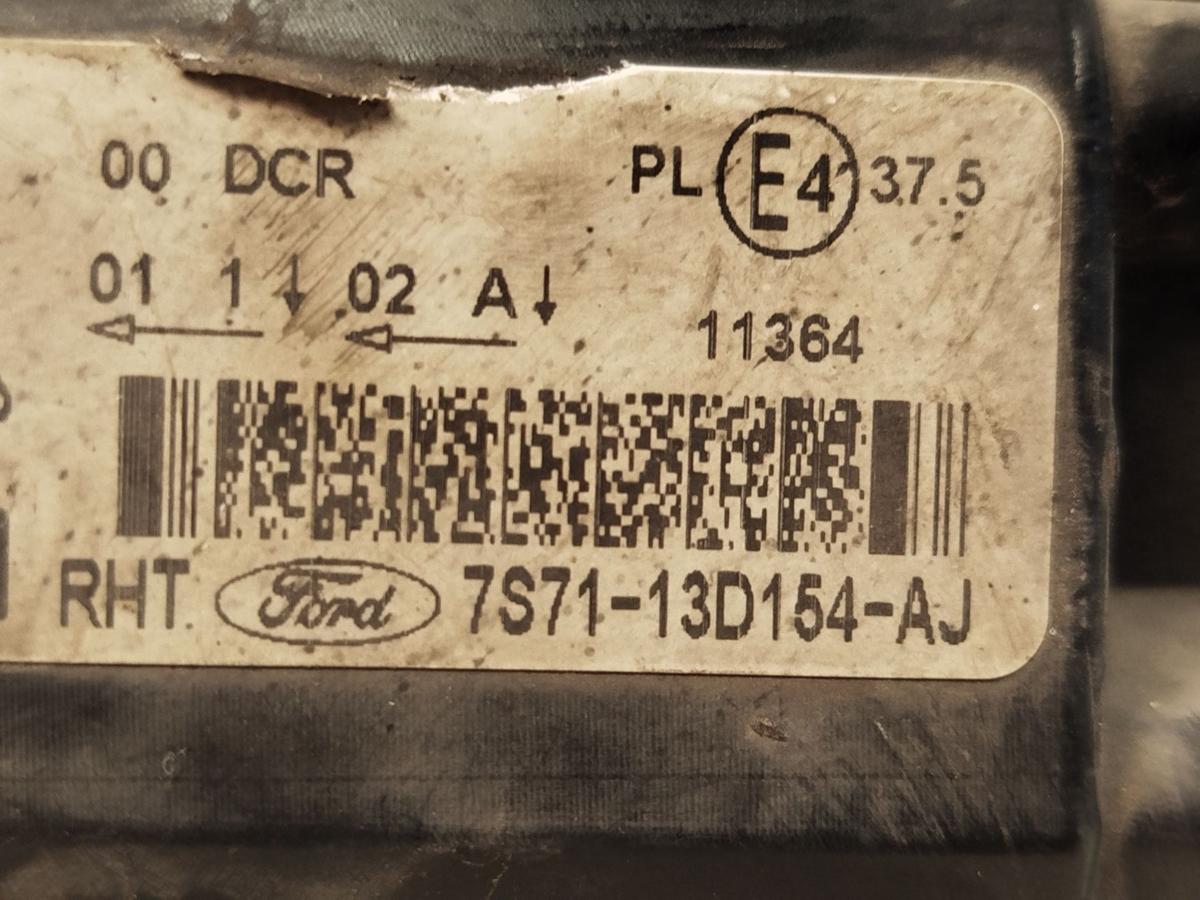 00 DCR PL E4 37.5
01 1↓ 02 A↓
← ←
11364
RHT Ford 7S71-13D154-AJ